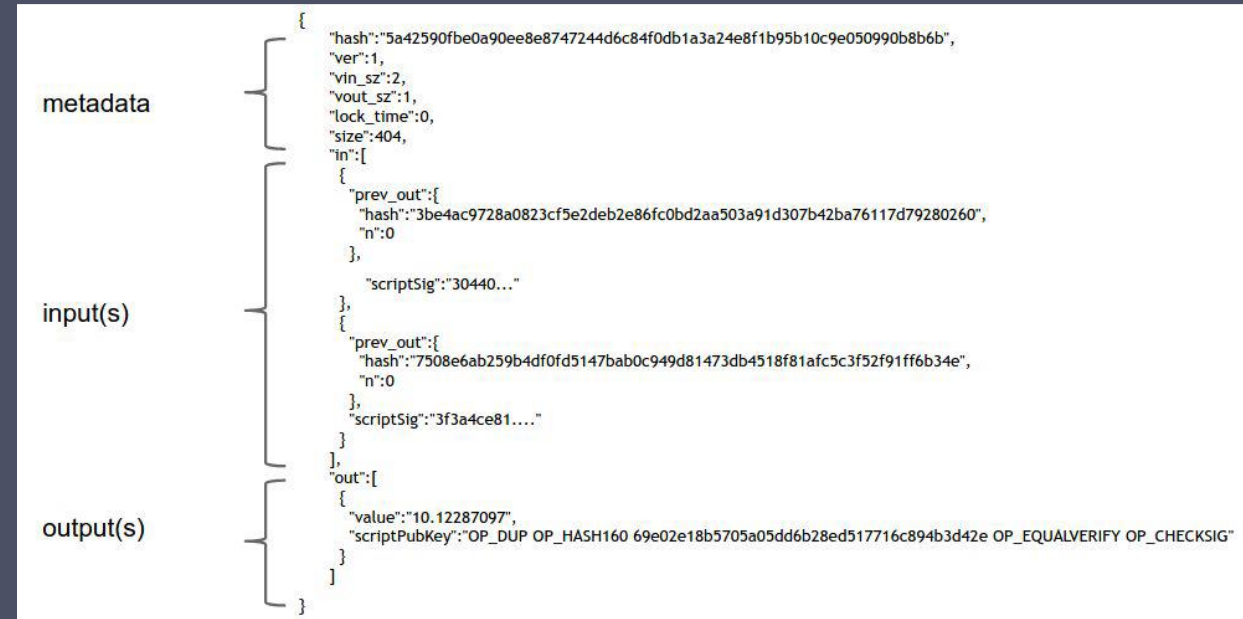 {
"hash":"5a42590fbe0a90ee8e8747244d6c84f0db1a3a24e8f1b95b10c9e050990b8b6b",
"ver":1,
"vin_sz":2,
metadata
"vout_sz":1,
"lock_time":0,
"size":404,
"in":[
{
"prev_out":{
"hash":"3be4ac9728a0823cf5e2deb2e86fc0bd2aa503a91d307b42ba76117d79280260",
"n":0
},
"scriptSig":"30440..."
input(s)
},
{
"prev_out":{
"hash":"7508e6ab259b4df0fd5147bab0c949d81473db4518f81afc5c3f52f91ff6b34e",
"n":0
},
"scriptSig":"3f3a4ce81...."
}
],
"out":[
{
"value":"10.12287097",
output(s)
"scriptPubKey":"OP_DUP OP_HASH160 69e02e18b5705a05dd6b28ed517716c894b3d42e OP_EQUALVERIFY OP_CHECKSIG"
}
]
}